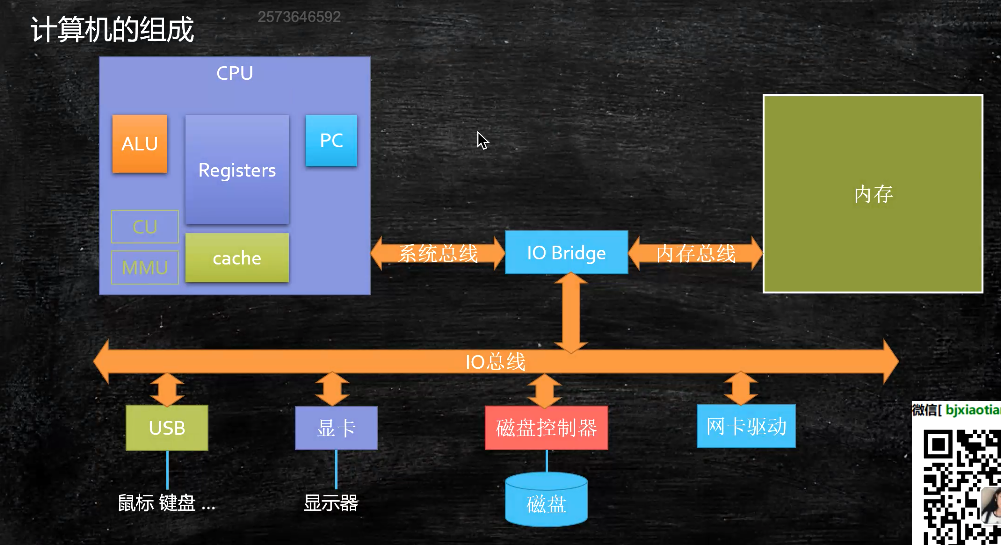 计算机的组成
2573646592
CPU
ALU
Registers
PC
CU
MMU
cache
系统总线
IO Bridge
内存总线
内存
IO总线
USB
显卡
磁盘控制器
网卡驱动
鼠标 键盘 ...
显示器
磁盘
微信[ bjxiaotia